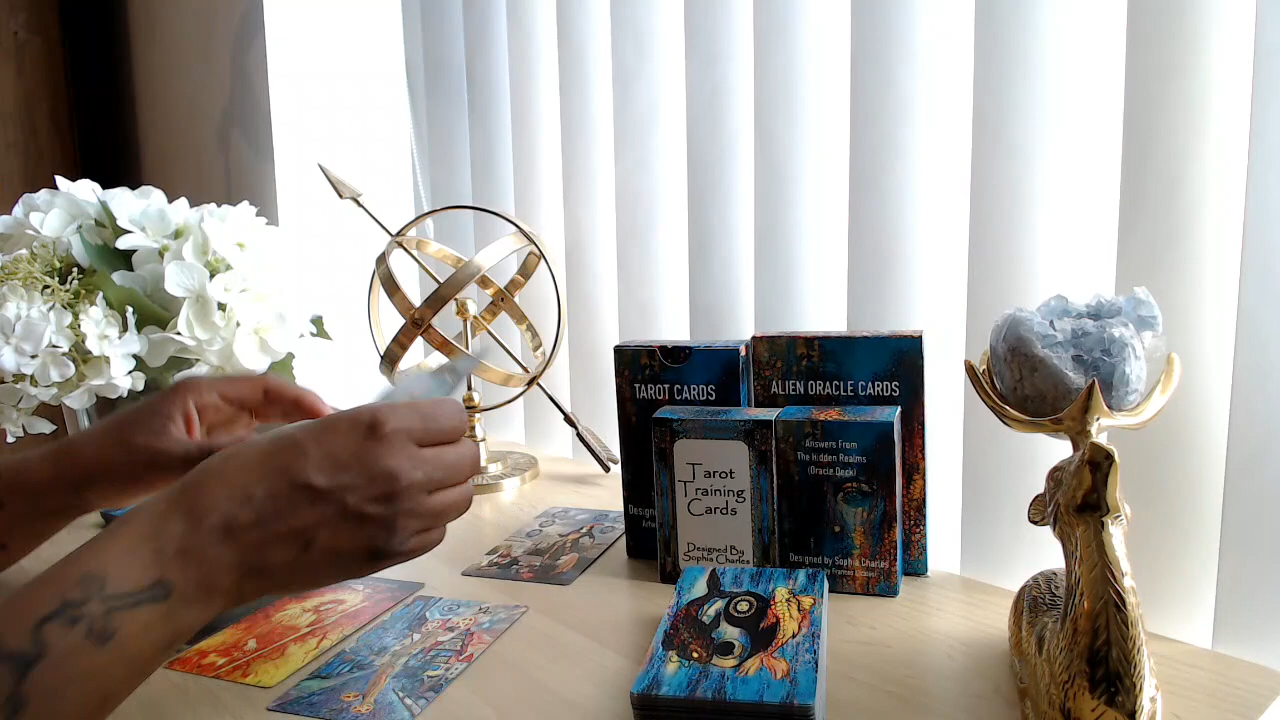 TAROT CARDS
ALIEN ORACLE CARDS
Tarot
Training
Cards
Designed By
Sophia Charles
Answers From
The Hidden Realms
(Oracle Deck)
Designed by Sophia Charles